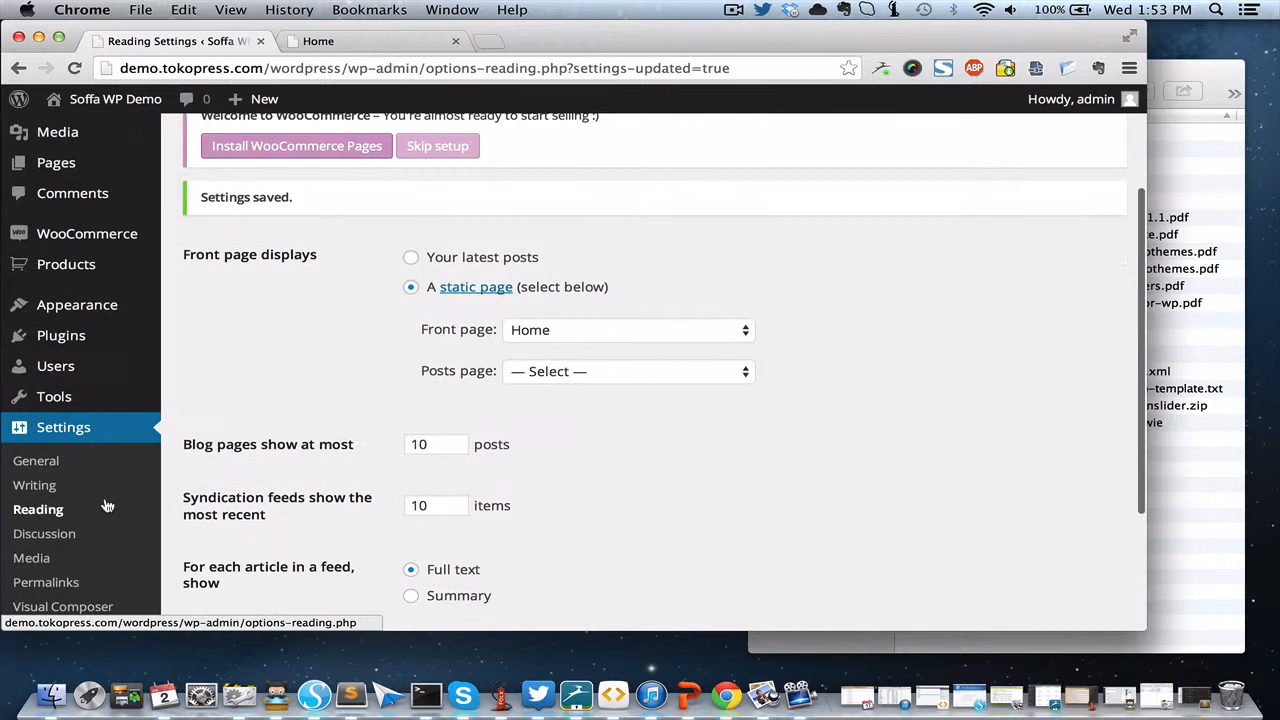 Chrome File Edit View History Bookmarks Window Help 100% Wed 1:53 PM
Reading Settings ‹ Soffa W Home
demo.tokopress.com/wordpress/wp-admin/options-reading.php?settings-updated=true
Soffa WP Demo 0 New Howdy, admin
Welcome to WooCommerce – You're almost ready to start selling :)
Install WooCommerce Pages Skip setup
Settings saved.
Media
Pages
Comments
WooCommerce
Products
Appearance
Plugins
Users
Tools
Settings
General
Writing
Reading
Discussion
Media
Permalinks
Visual Composer
Front page displays
Your latest posts
A static page (select below)
Front page: Home
Posts page: — Select —
Blog pages show at most 10 posts
Syndication feeds show the
most recent
10 items
For each article in a feed,
show
Full text
Summary
demo.tokopress.com/wordpress/wp-admin/options-reading.php
1.1.pdf
te.pdf
othemes.pdf
othemes.pdf
ers.pdf
or-wp.pdf
.xml
-template.txt
nslider.zip
wie